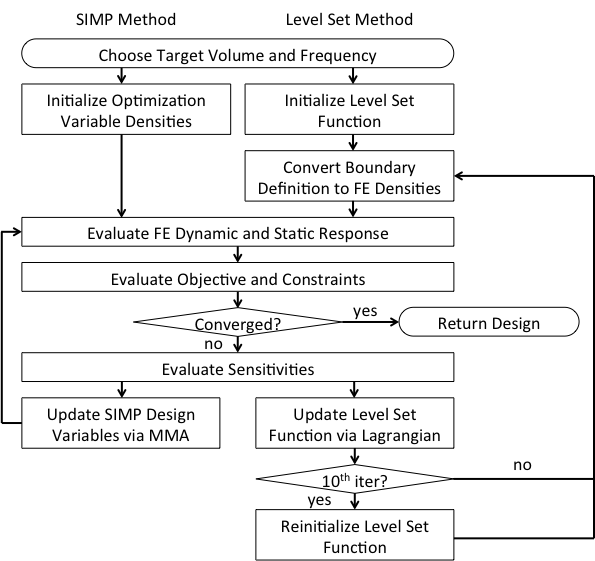 SIMP Method
Level Set Method
Choose Target Volume and Frequency
Initialize Optimization
Variable Densities
Initialize Level Set
Function
Convert Boundary
Definition to FE Densities
Evaluate FE Dynamic and Static Response
Evaluate Objective and Constraints
Converged?
yes
Return Design
no
Evaluate Sensitivities
Update SIMP Design
Variables via MMA
Update Level Set
Function via Lagrangian
10th iter?
no
yes
Reinitialize Level Set
Function